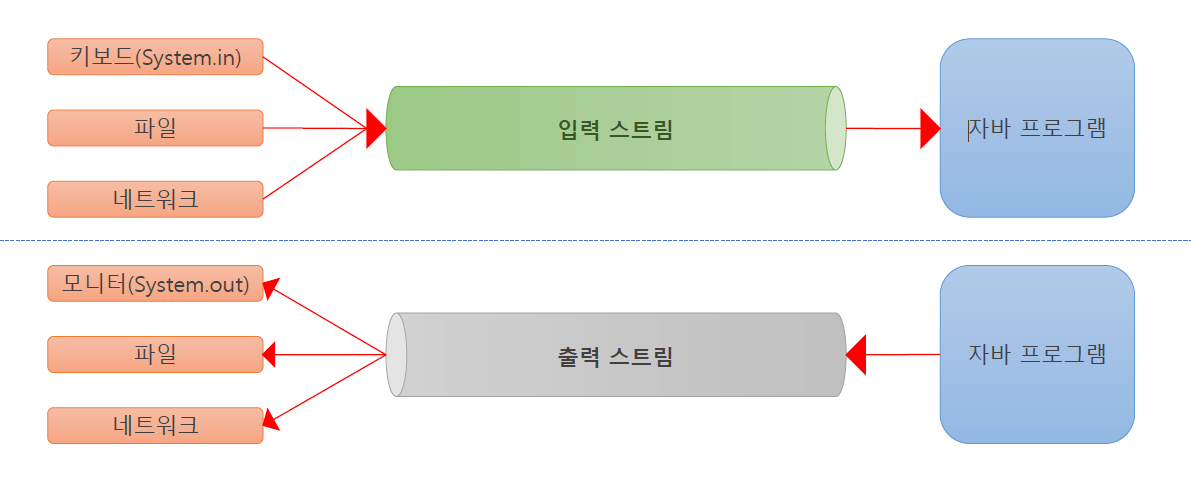 키보드(System.in)
파일
네트워크
입력 스트림
자바 프로그램
모니터(System.out)
파일
네트워크
출력 스트림
자바 프로그램